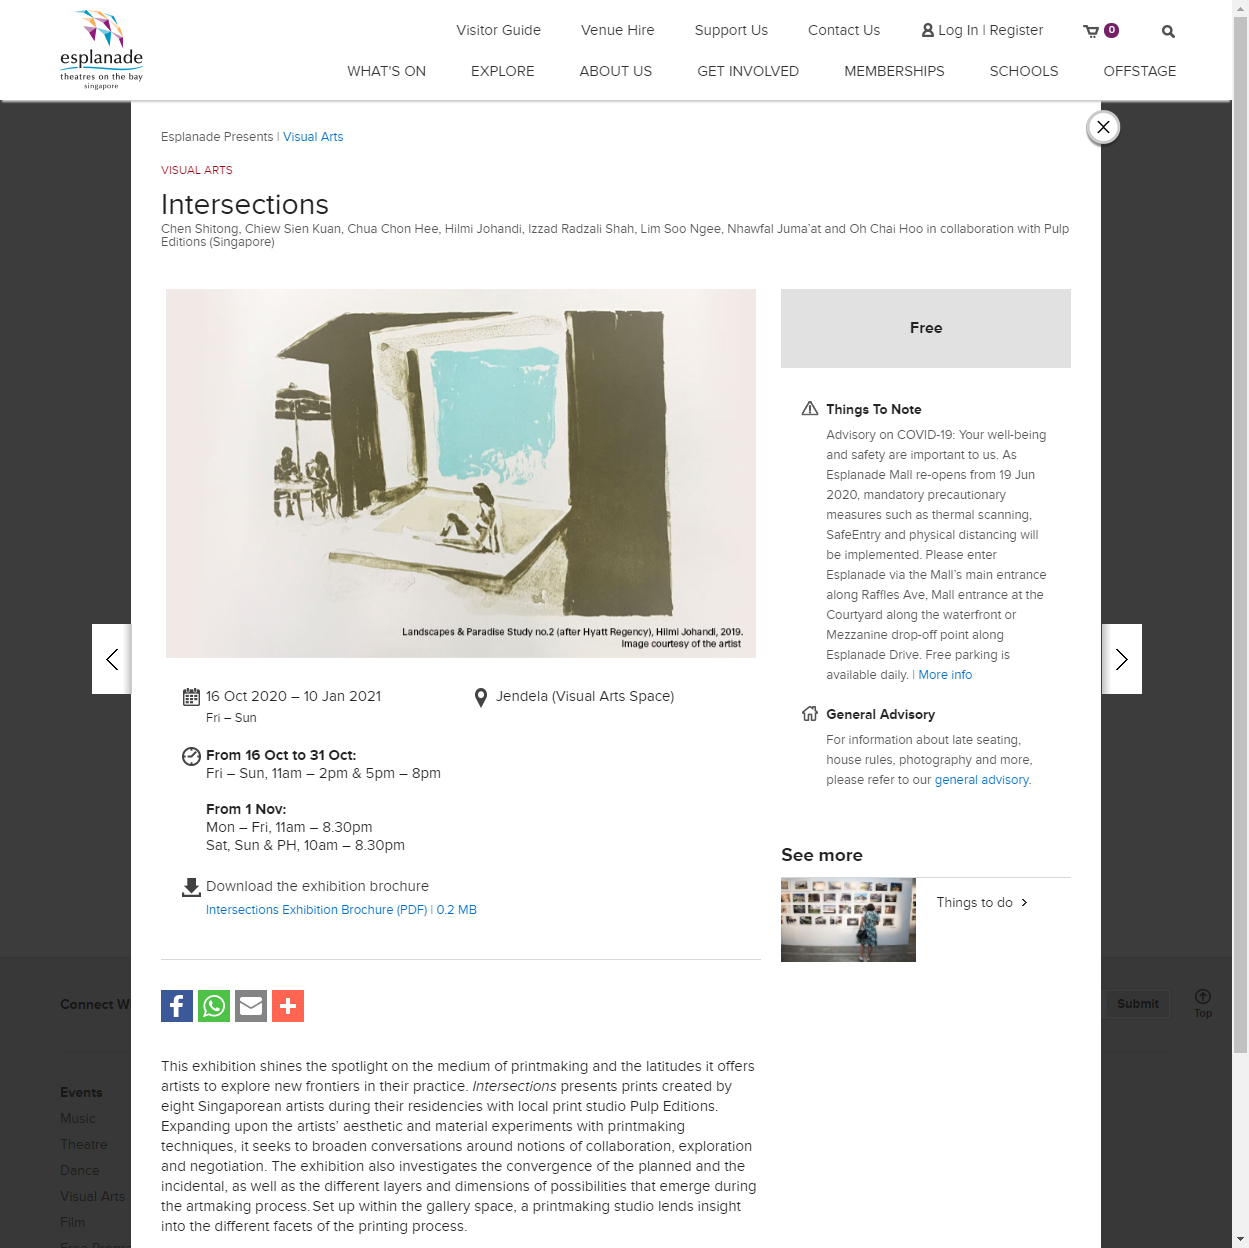 Visitor Guide
Venue Hire
Support Us
Contact Us
Log In | Register
0
esplanade
theatres on the bay
singapore
WHAT'S ON
EXPLORE
ABOUT US
GET INVOLVED
MEMBERSHIPS
SCHOOLS
OFFSTAGE
Esplanade Presents | Visual Arts
VISUAL ARTS
Intersections
Chen Shitong, Chiew Sien Kuan, Chua Chon Hee, Hilmi Johandi, Izzad Radzali Shah, Lim Soo Ngee, Nhawfal Juma'at and Oh Chai Hoo in collaboration with Pulp
Editions (Singapore)
Landscapes & Paradise Study no.2 (after Hyatt Regency), Hilmi Johandi, 2019.
Image courtesy of the artist
16 Oct 2020 – 10 Jan 2021
Fri – Sun
Jendela (Visual Arts Space)
From 16 Oct to 31 Oct:
Fri – Sun, 11am – 2pm & 5pm – 8pm
From 1 Nov:
Mon – Fri, 11am – 8.30pm
Sat, Sun & PH, 10am – 8.30pm
Download the exhibition brochure
Intersections Exhibition Brochure (PDF) | 0.2 MB
Free
Things To Note
Advisory on COVID-19: Your well-being
and safety are important to us. As
Esplanade Mall re-opens from 19 Jun
2020, mandatory precautionary
measures such as thermal scanning,
SafeEntry and physical distancing will
be implemented. Please enter
Esplanade via the Mall's main entrance
along Raffles Ave, Mall entrance at the
Courtyard along the waterfront or
Mezzanine drop-off point along
Esplanade Drive. Free parking is
available daily. | More info
General Advisory
For information about late seating,
house rules, photography and more,
please refer to our general advisory.
See more
Things to do
This exhibition shines the spotlight on the medium of printmaking and the latitudes it offers
artists to explore new frontiers in their practice. Intersections presents prints created by
eight Singaporean artists during their residencies with local print studio Pulp Editions.
Expanding upon the artists' aesthetic and material experiments with printmaking
techniques, it seeks to broaden conversations around notions of collaboration, exploration
and negotiation. The exhibition also investigates the convergence of the planned and the
incidental, as well as the different layers and dimensions of possibilities that emerge during
the artmaking process. Set up within the gallery space, a printmaking studio lends insight
into the different facets of the printing process.
Connect W
Submit
Top
Events
Music
Theatre
Dance
Visual Arts
Film